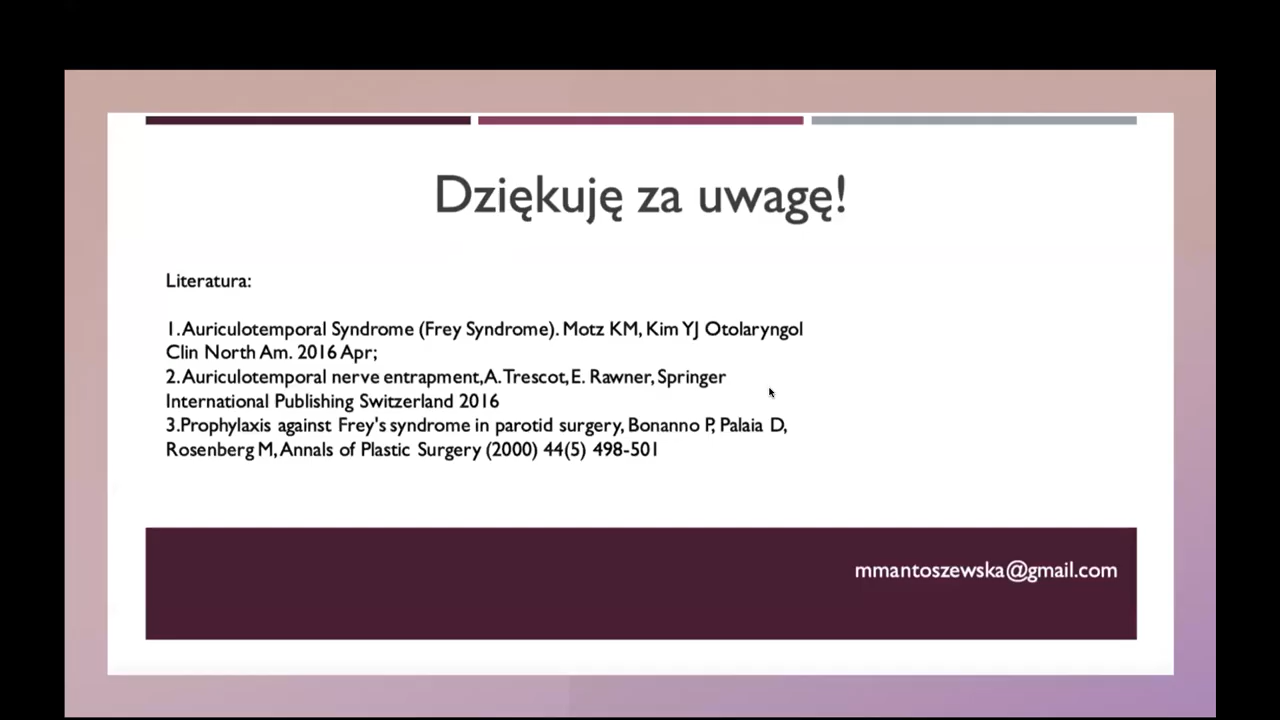 Dziękuję za uwagę!
Literatura:
1.Auriculotemporal Syndrome (Frey Syndrome). Motz KM, Kim YJ Otolaryngol
Clin North Am. 2016 Apr;
2.Auriculotemporal nerve entrapment,A. Trescot,E. Rawner, Springer
International Publishing Switzerland 2016
3.Prophylaxis against Frey's syndrome in parotid surgery, Bonanno P, Palaia D,
Rosenberg M, Annals of Plastic Surgery (2000) 44(5) 498-501
mmantoszewska@gmail.com